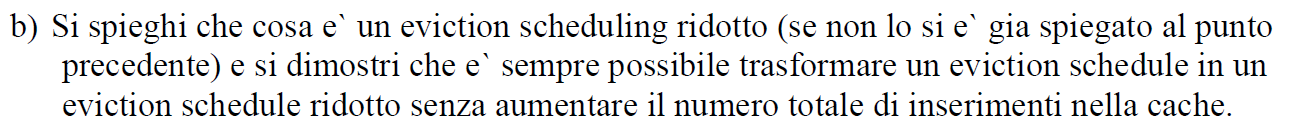 b) Si spieghi che cosa e` un eviction scheduling ridotto (se non lo si e` gia spiegato al punto
precedente) e si dimostri che e` sempre possibile trasformare un eviction schedule in un
eviction schedule ridotto senza aumentare il numero totale di inserimenti nella cache.